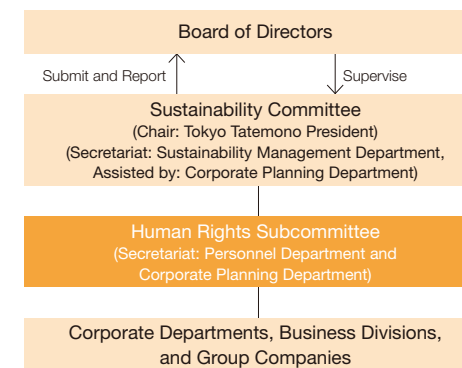 Board of Directors
Submit and Report
Supervise
Sustainability Committee
(Chair: Tokyo Tatemono President)
(Secretariat: Sustainability Management Department,
Assisted by: Corporate Planning Department)
Human Rights Subcommittee
(Secretariat: Personnel Department and
Corporate Planning Department)
Corporate Departments, Business Divisions,
and Group Companies